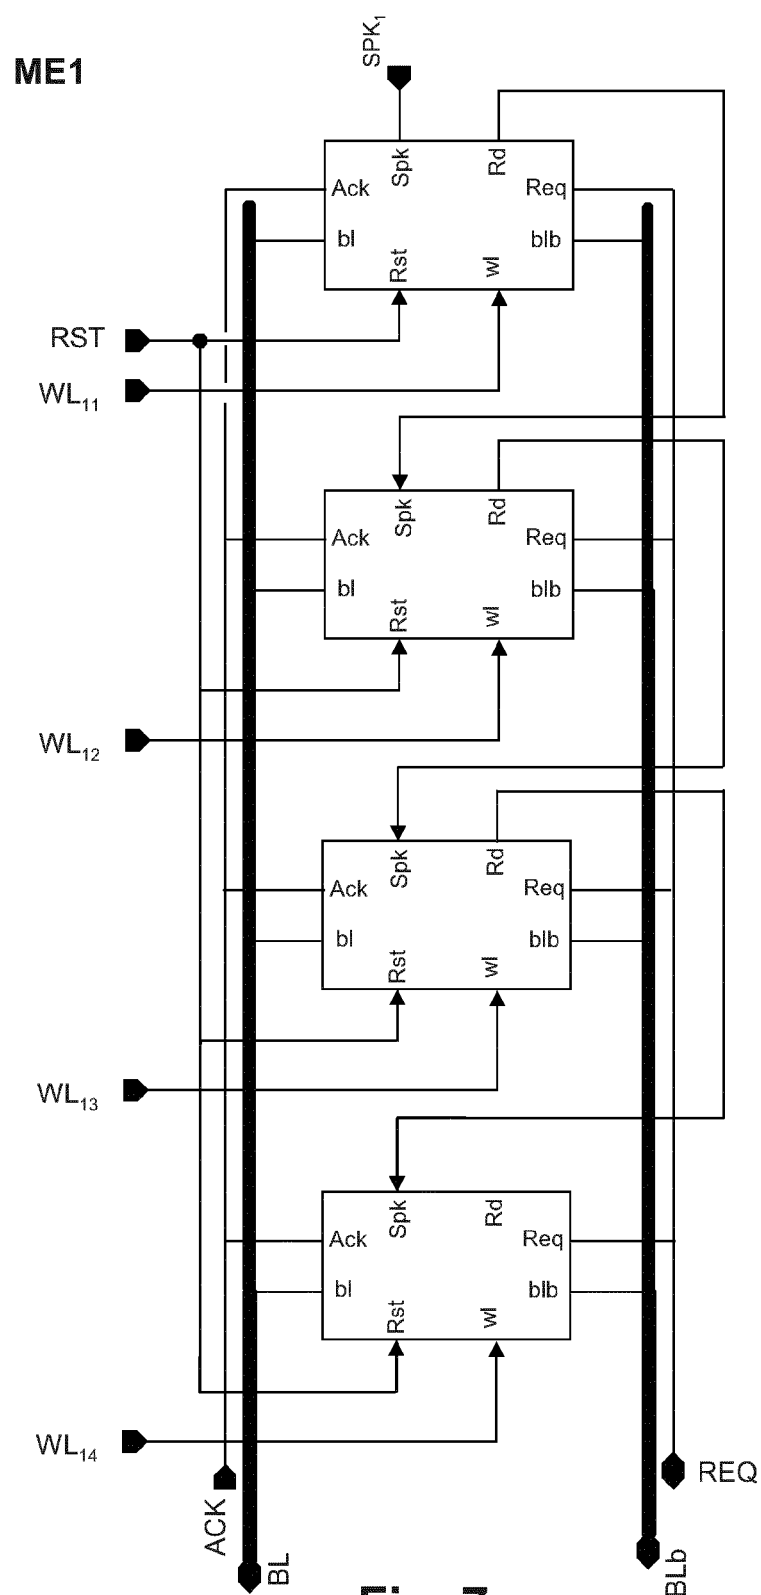 ME1
SPK1
Spk
Rd
Ack
Req
bl
blb
Rst
wl
RST
WL11
Spk
Rd
Ack
Req
bl
blb
Rst
wl
WL12
Spk
Rd
Ack
Req
bl
blb
Rst
wl
WL13
Spk
Rd
Ack
Req
bl
blb
Rst
wl
WL14
REQ
ACK
BL
BLb